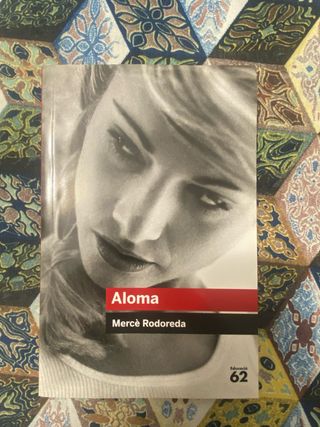 Aloma
Mercè Rodoreda
Educació
62